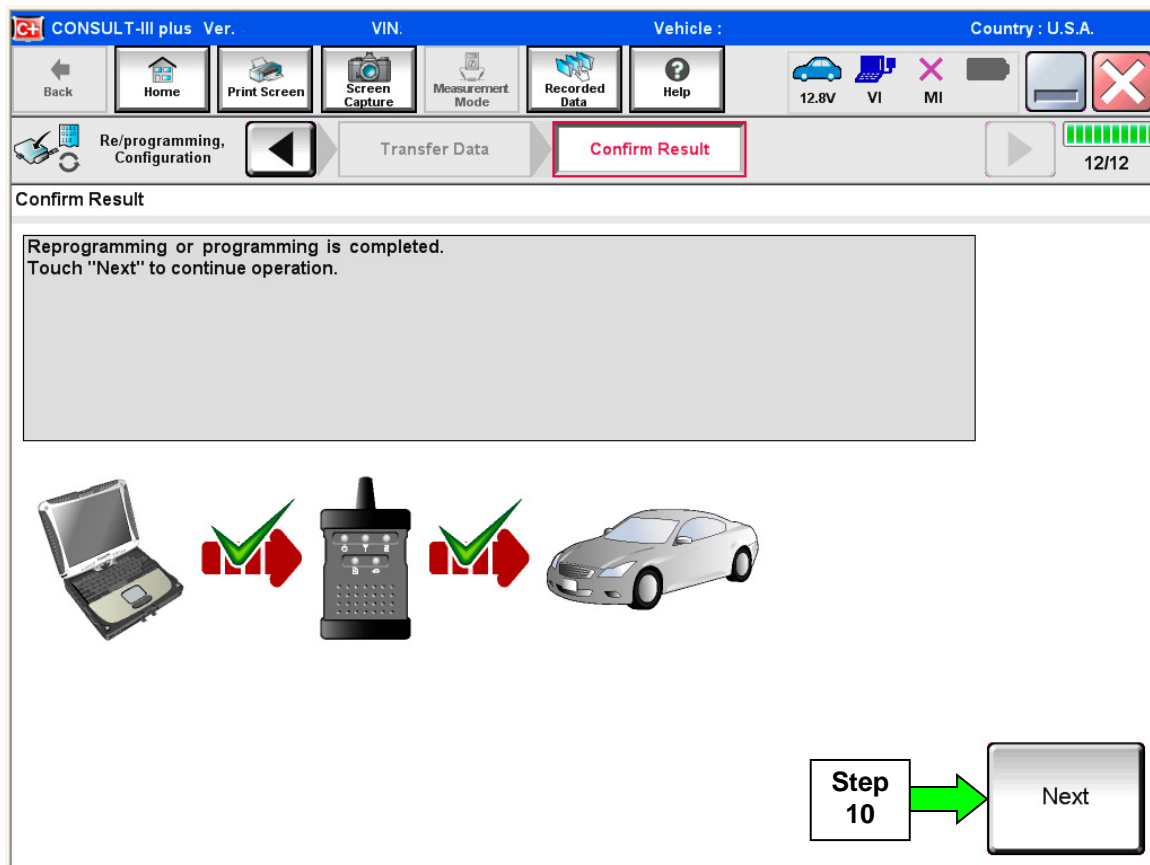 C+ CONSULT-III plus Ver. VIN: Vehicle : Country : U.S.A.
Back
Home
Print Screen
Screen
Capture
Measurement
Mode
Recorded
Data
Help
12.8V
VI
MI
Re/programming,
Configuration
Transfer Data
Confirm Result
12/12
Confirm Result
Reprogramming or programming is completed.
Touch "Next" to continue operation.
Step
10
Next